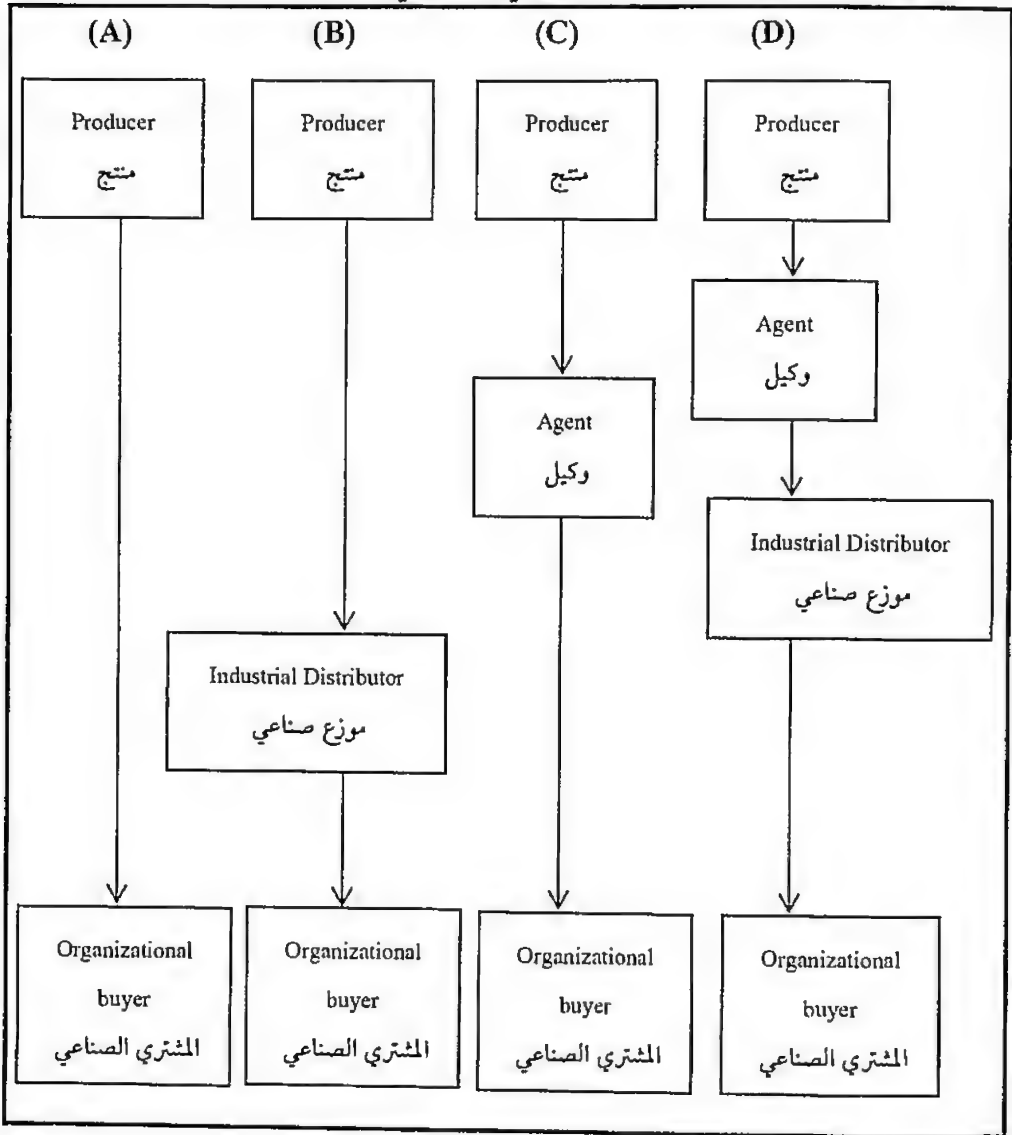 (A)
(B)
(C)
(D)
Producer
منتج
Producer
منتج
Producer
منتج
Producer
منتج
Agent
وكيل
Agent
وكيل
Industrial Distributor
موزع صناعي
Industrial Distributor
موزع صناعي
Organizational
buyer
المشتري الصناعي
Organizational
buyer
المشتري الصناعي
Organizational
buyer
المشتري الصناعي
Organizational
buyer
المشتري الصناعي